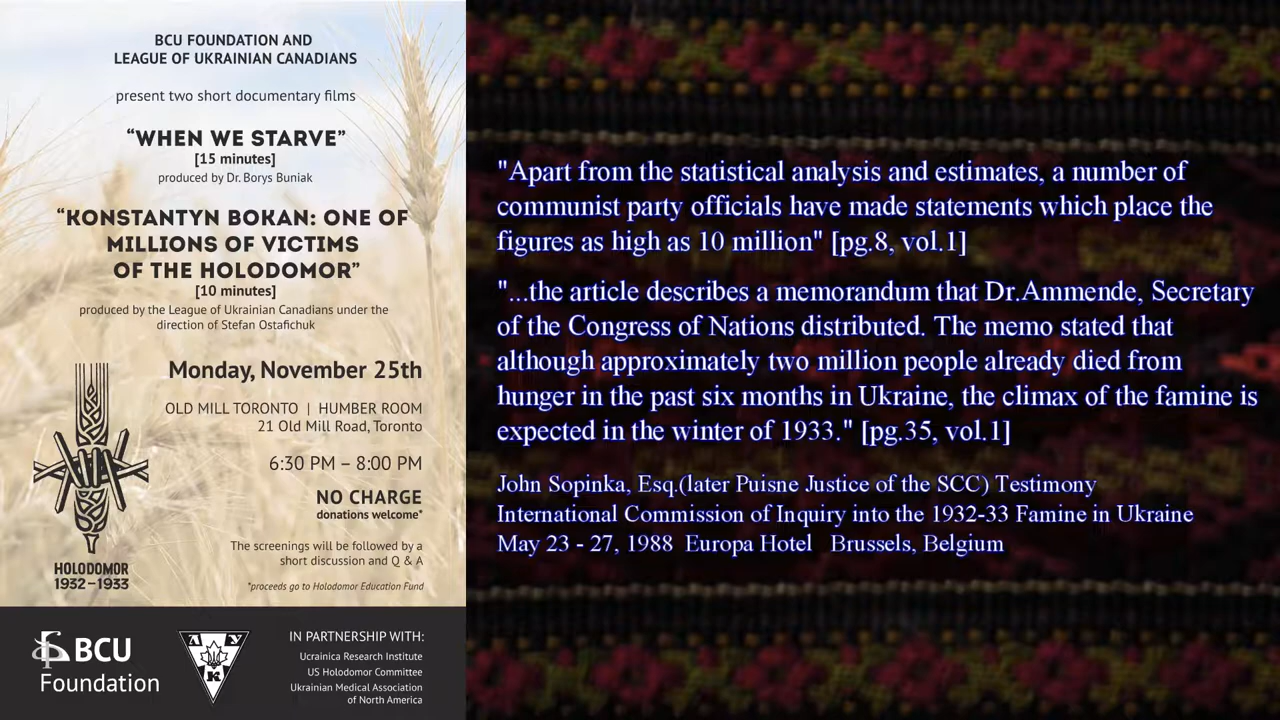 BCU FOUNDATION AND
LEAGUE OF UKRAINIAN CANADIANS
present two short documentary films
“WHEN WE STARVE”
[15 minutes]
produced by Dr. Borys Buniak
“KONSTANTYN BOKAN: ONE OF
MILLIONS OF VICTIMS
OF THE HOLODOMOR”
[10 minutes]
produced by the League of Ukrainian Canadians under the
direction of Stefan Ostafichuk
Monday, November 25th
OLD MILL TORONTO | HUMBER ROOM
21 Old Mill Road, Toronto
6:30 PM – 8:00 PM
NO CHARGE
donations welcome*
The screenings will be followed by a
short discussion and Q & A
*proceeds go to Holodomor Education Fund
HOLODOMOR
1932–1933
BCU
Foundation
Л У
К
IN PARTNERSHIP WITH:
Ucrainica Research Institute
US Holodomor Committee
Ukrainian Medical Association
of North America
"Apart from the statistical analysis and estimates, a number of
communist party officials have made statements which place the
figures as high as 10 million" [pg.8, vol.1]
"...the article describes a memorandum that Dr.Ammende, Secretary
of the Congress of Nations distributed. The memo stated that
although approximately two million people already died from
hunger in the past six months in Ukraine, the climax of the famine is
expected in the winter of 1933." [pg.35, vol.1]
John Sopinka, Esq.(later Puisne Justice of the SCC) Testimony
International Commission of Inquiry into the 1932-33 Famine in Ukraine
May 23 - 27, 1988 Europa Hotel Brussels, Belgium